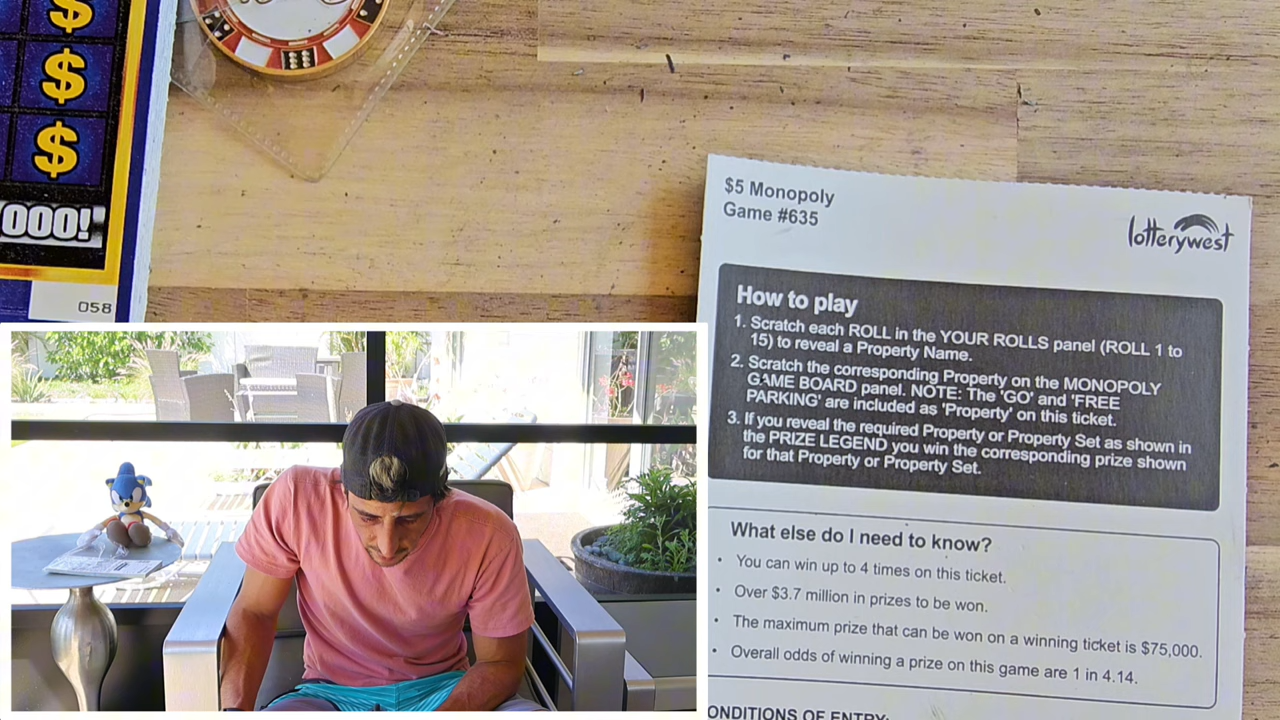 $
$
$
000!
058
$5 Monopoly
Game #635
lotterywest
How to play
1. Scratch each ROLL in the YOUR ROLLS panel (ROLL 1 to
15) to reveal a Property Name.
2. Scratch the corresponding Property on the MONOPOLY
GAME BOARD panel. NOTE: The 'GO' and 'FREE
PARKING' are included as 'Property' on this ticket.
3. If you reveal the required Property or Property Set as shown in
the PRIZE LEGEND you win the corresponding prize shown
for that Property or Property Set.
What else do I need to know?
• You can win up to 4 times on this ticket.
• Over $3.7 million in prizes to be won.
• The maximum prize that can be won on a winning ticket is $75,000.
• Overall odds of winning a prize on this game are 1 in 4.14.
ONDITIONS OF ENTRY: